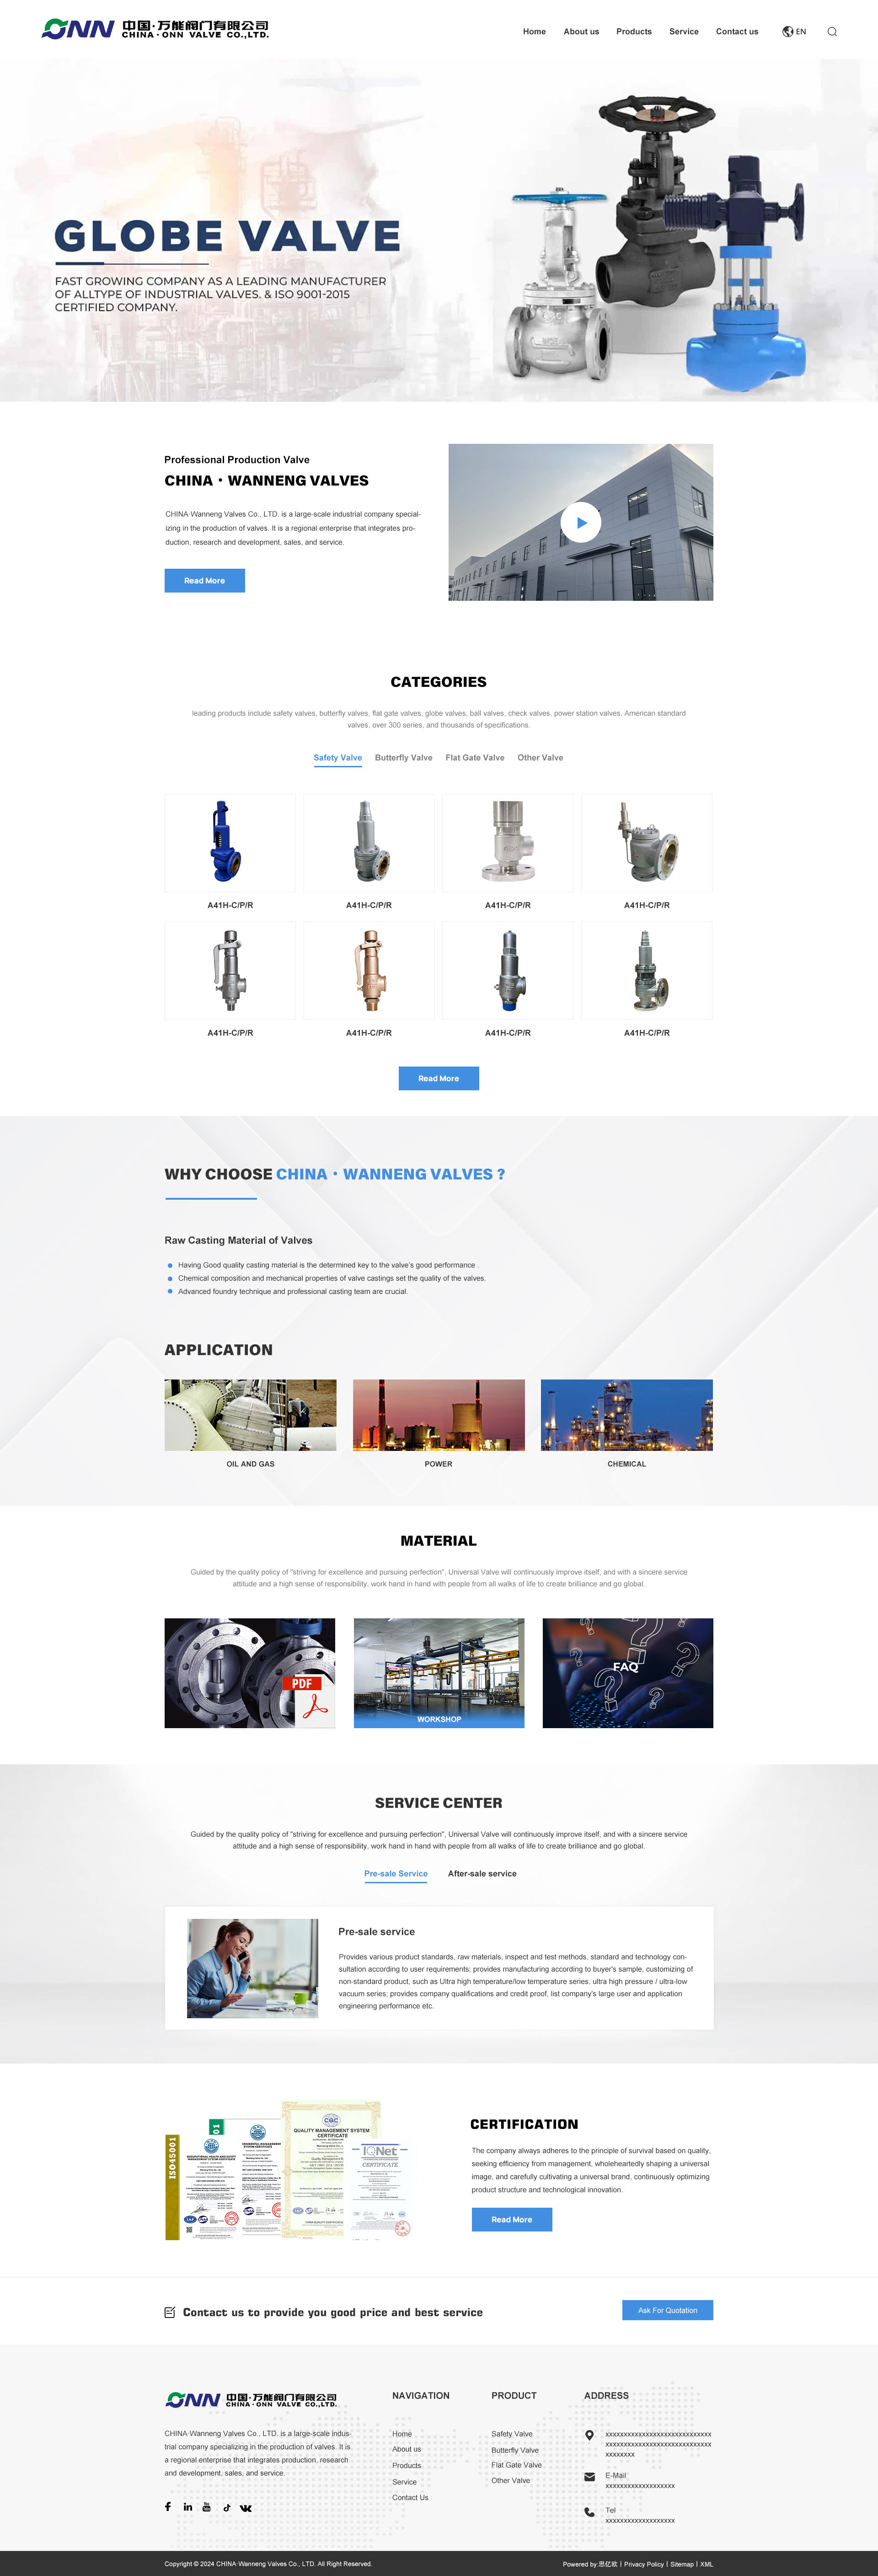 ONN 中国·万能阀门有限公司
CHINA·ONN VALVE CO.,LTD.
Home About us Products Service Contact us EN
GLOBE VALVE
FAST GROWING COMPANY AS A LEADING MANUFACTURER
OF ALLTYPE OF INDUSTRIAL VALVES. & ISO 9001-2015
CERTIFIED COMPANY.
Professional Production Valve
CHINA · WANNENG VALVES
CHINA·Wanneng Valves Co., LTD. is a large-scale industrial company special-
izing in the production of valves. It is a regional enterprise that integrates pro-
duction, research and development, sales, and service.
Read More
CATEGORIES
leading products include safety valves, butterfly valves, flat gate valves, globe valves, ball valves, check valves, power station valves, American standard
valves, over 300 series, and thousands of specifications.
Safety Valve Butterfly Valve Flat Gate Valve Other Valve
A41H-C/P/R A41H-C/P/R A41H-C/P/R A41H-C/P/R
A41H-C/P/R A41H-C/P/R A41H-C/P/R A41H-C/P/R
Read More
WHY CHOOSE CHINA · WANNENG VALVES ?
Raw Casting Material of Valves
Having Good quality casting material is the determined key to the valve's good performance .
Chemical composition and mechanical properties of valve castings set the quality of the valves.
Advanced foundry technique and professional casting team are crucial.
APPLICATION
OIL AND GAS POWER CHEMICAL
MATERIAL
Guided by the quality policy of "striving for excellence and pursuing perfection", Universal Valve will continuously improve itself, and with a sincere service
attitude and a high sense of responsibility, work hand in hand with people from all walks of life to create brilliance and go global.
PDF
WORKSHOP
FAQ
SERVICE CENTER
Guided by the quality policy of "striving for excellence and pursuing perfection", Universal Valve will continuously improve itself, and with a sincere service
attitude and a high sense of responsibility, work hand in hand with people from all walks of life to create brilliance and go global.
Pre-sale Service After-sale service
Pre-sale service
Provides various product standards, raw materials, inspect and test methods, standard and technology con-
sultation according to user requirements; provides manufacturing according to buyer's sample, customizing of
non-standard product, such as Ultra high temperature/low temperature series, ultra high pressure / ultra-low
vacuum series; provides company qualifications and credit proof, list company's large user and application
engineering performance etc.
ISO45001
01
CQC
QUALITY MANAGEMENT SYSTEM
CERTIFICATE
IQNet
CERTIFICATE
CERTIFICATION
The company always adheres to the principle of survival based on quality,
seeking efficiency from management, wholeheartedly shaping a universal
image, and carefully cultivating a universal brand, continuously optimizing
product structure and technological innovation.
Read More
Contact us to provide you good price and best service
Ask For Quotation
ONN 中国·万能阀门有限公司
CHINA·ONN VALVE CO.,LTD.
CHINA·Wanneng Valves Co., LTD. is a large-scale indus-
trial company specializing in the production of valves. It is
a regional enterprise that integrates production, research
and development, sales, and service.
NAVIGATION
Home
About us
Products
Service
Contact Us
PRODUCT
Safety Valve
Butterfly Valve
Flat Gate Valve
Other Valve
ADDRESS
xxxxxxxxxxxxxxxxxxxxxxxxxxxxx
xxxxxxxxxxxxxxxxxxxxxxxxxxxxx
xxxxxxxx
E-Mail
xxxxxxxxxxxxxxxxxxx
Tel
xxxxxxxxxxxxxxxxxxx
Copyright © 2024 CHINA·Wanneng Valves Co., LTD. All Right Reserved.
Powered by:思亿欧 | Privacy Policy | Sitemap | XML